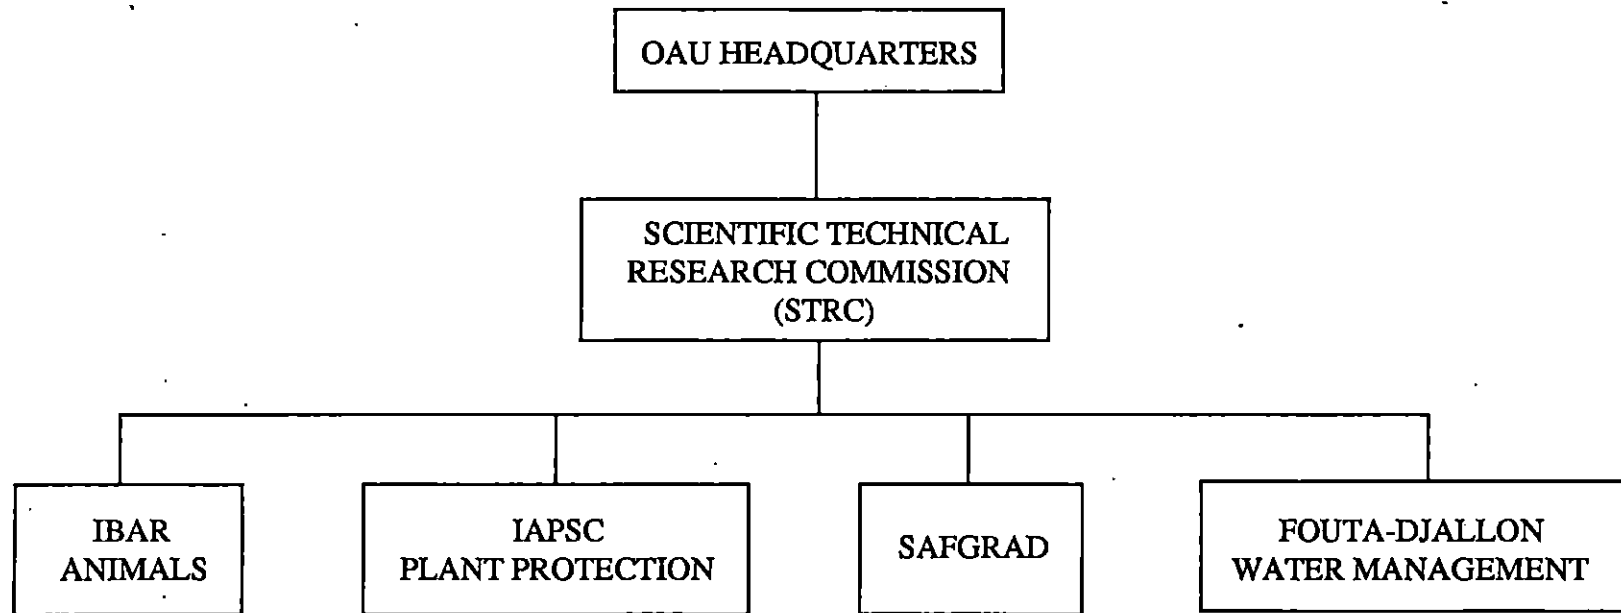 OAU HEADQUARTERS
SCIENTIFIC TECHNICAL
RESEARCH COMMISSION
(STRC)
IBAR
ANIMALS
IAPSC
PLANT PROTECTION
SAFGRAD
FOUTA-DJALLON
WATER MANAGEMENT